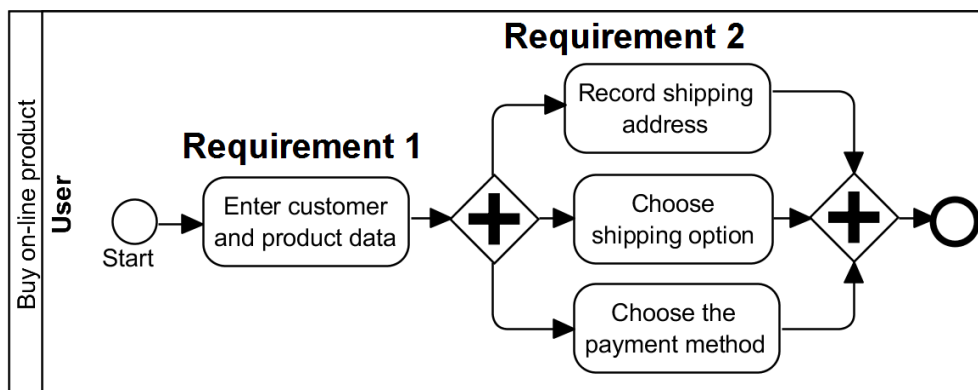 Buy on-line product
User
Start
Requirement 1
Enter customer
and product data
Requirement 2
Record shipping
address
Choose
shipping option
Choose the
payment method